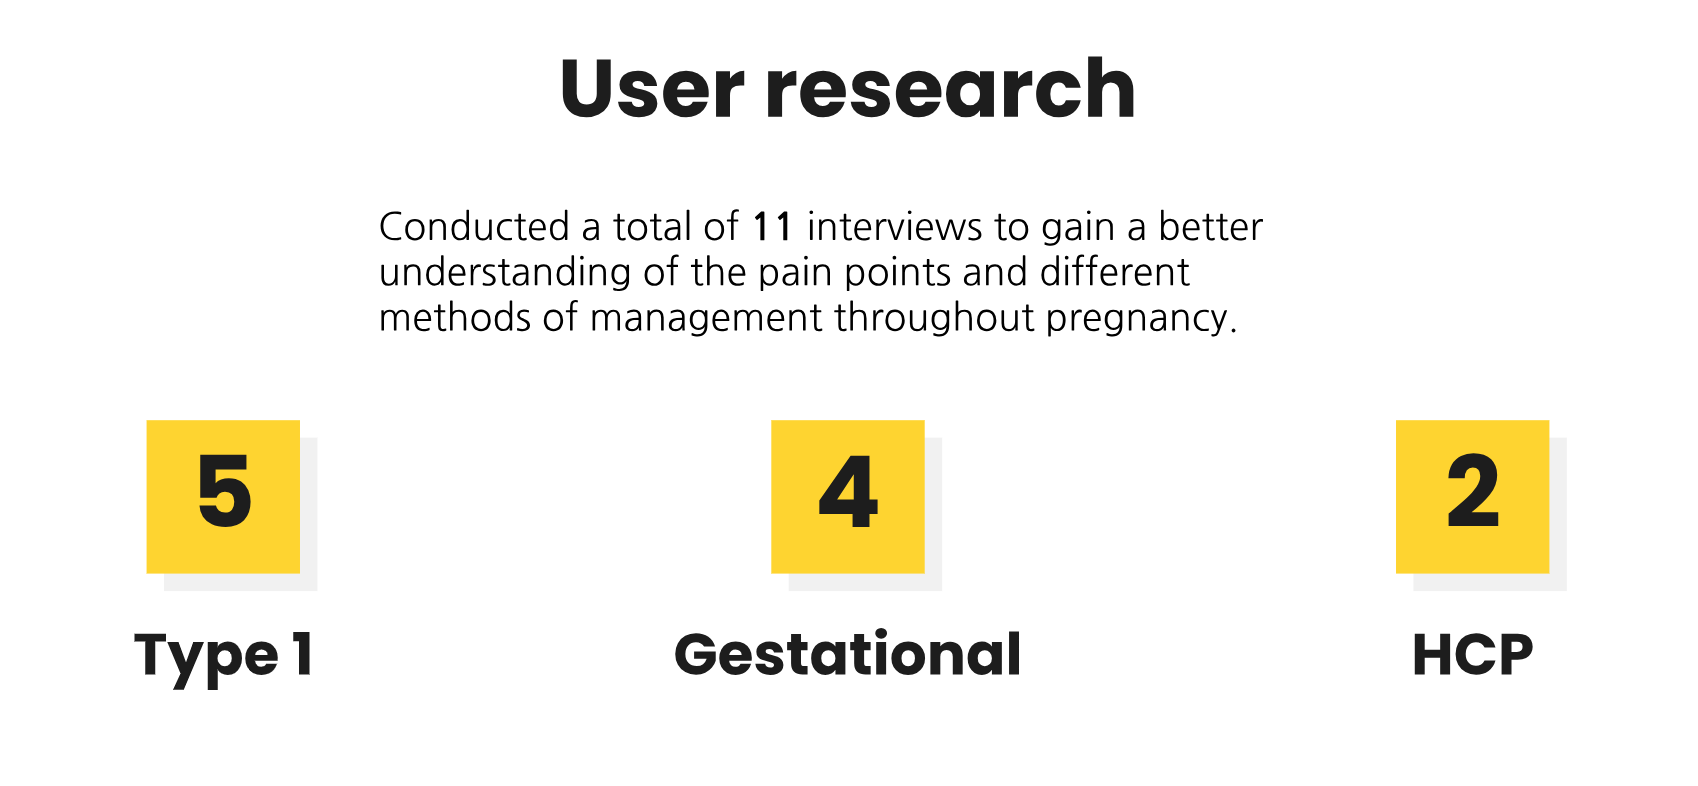 User research
Conducted a total of 11 interviews to gain a better
understanding of the pain points and different
methods of management throughout pregnancy.
5
4
2
Type 1
Gestational
HCP